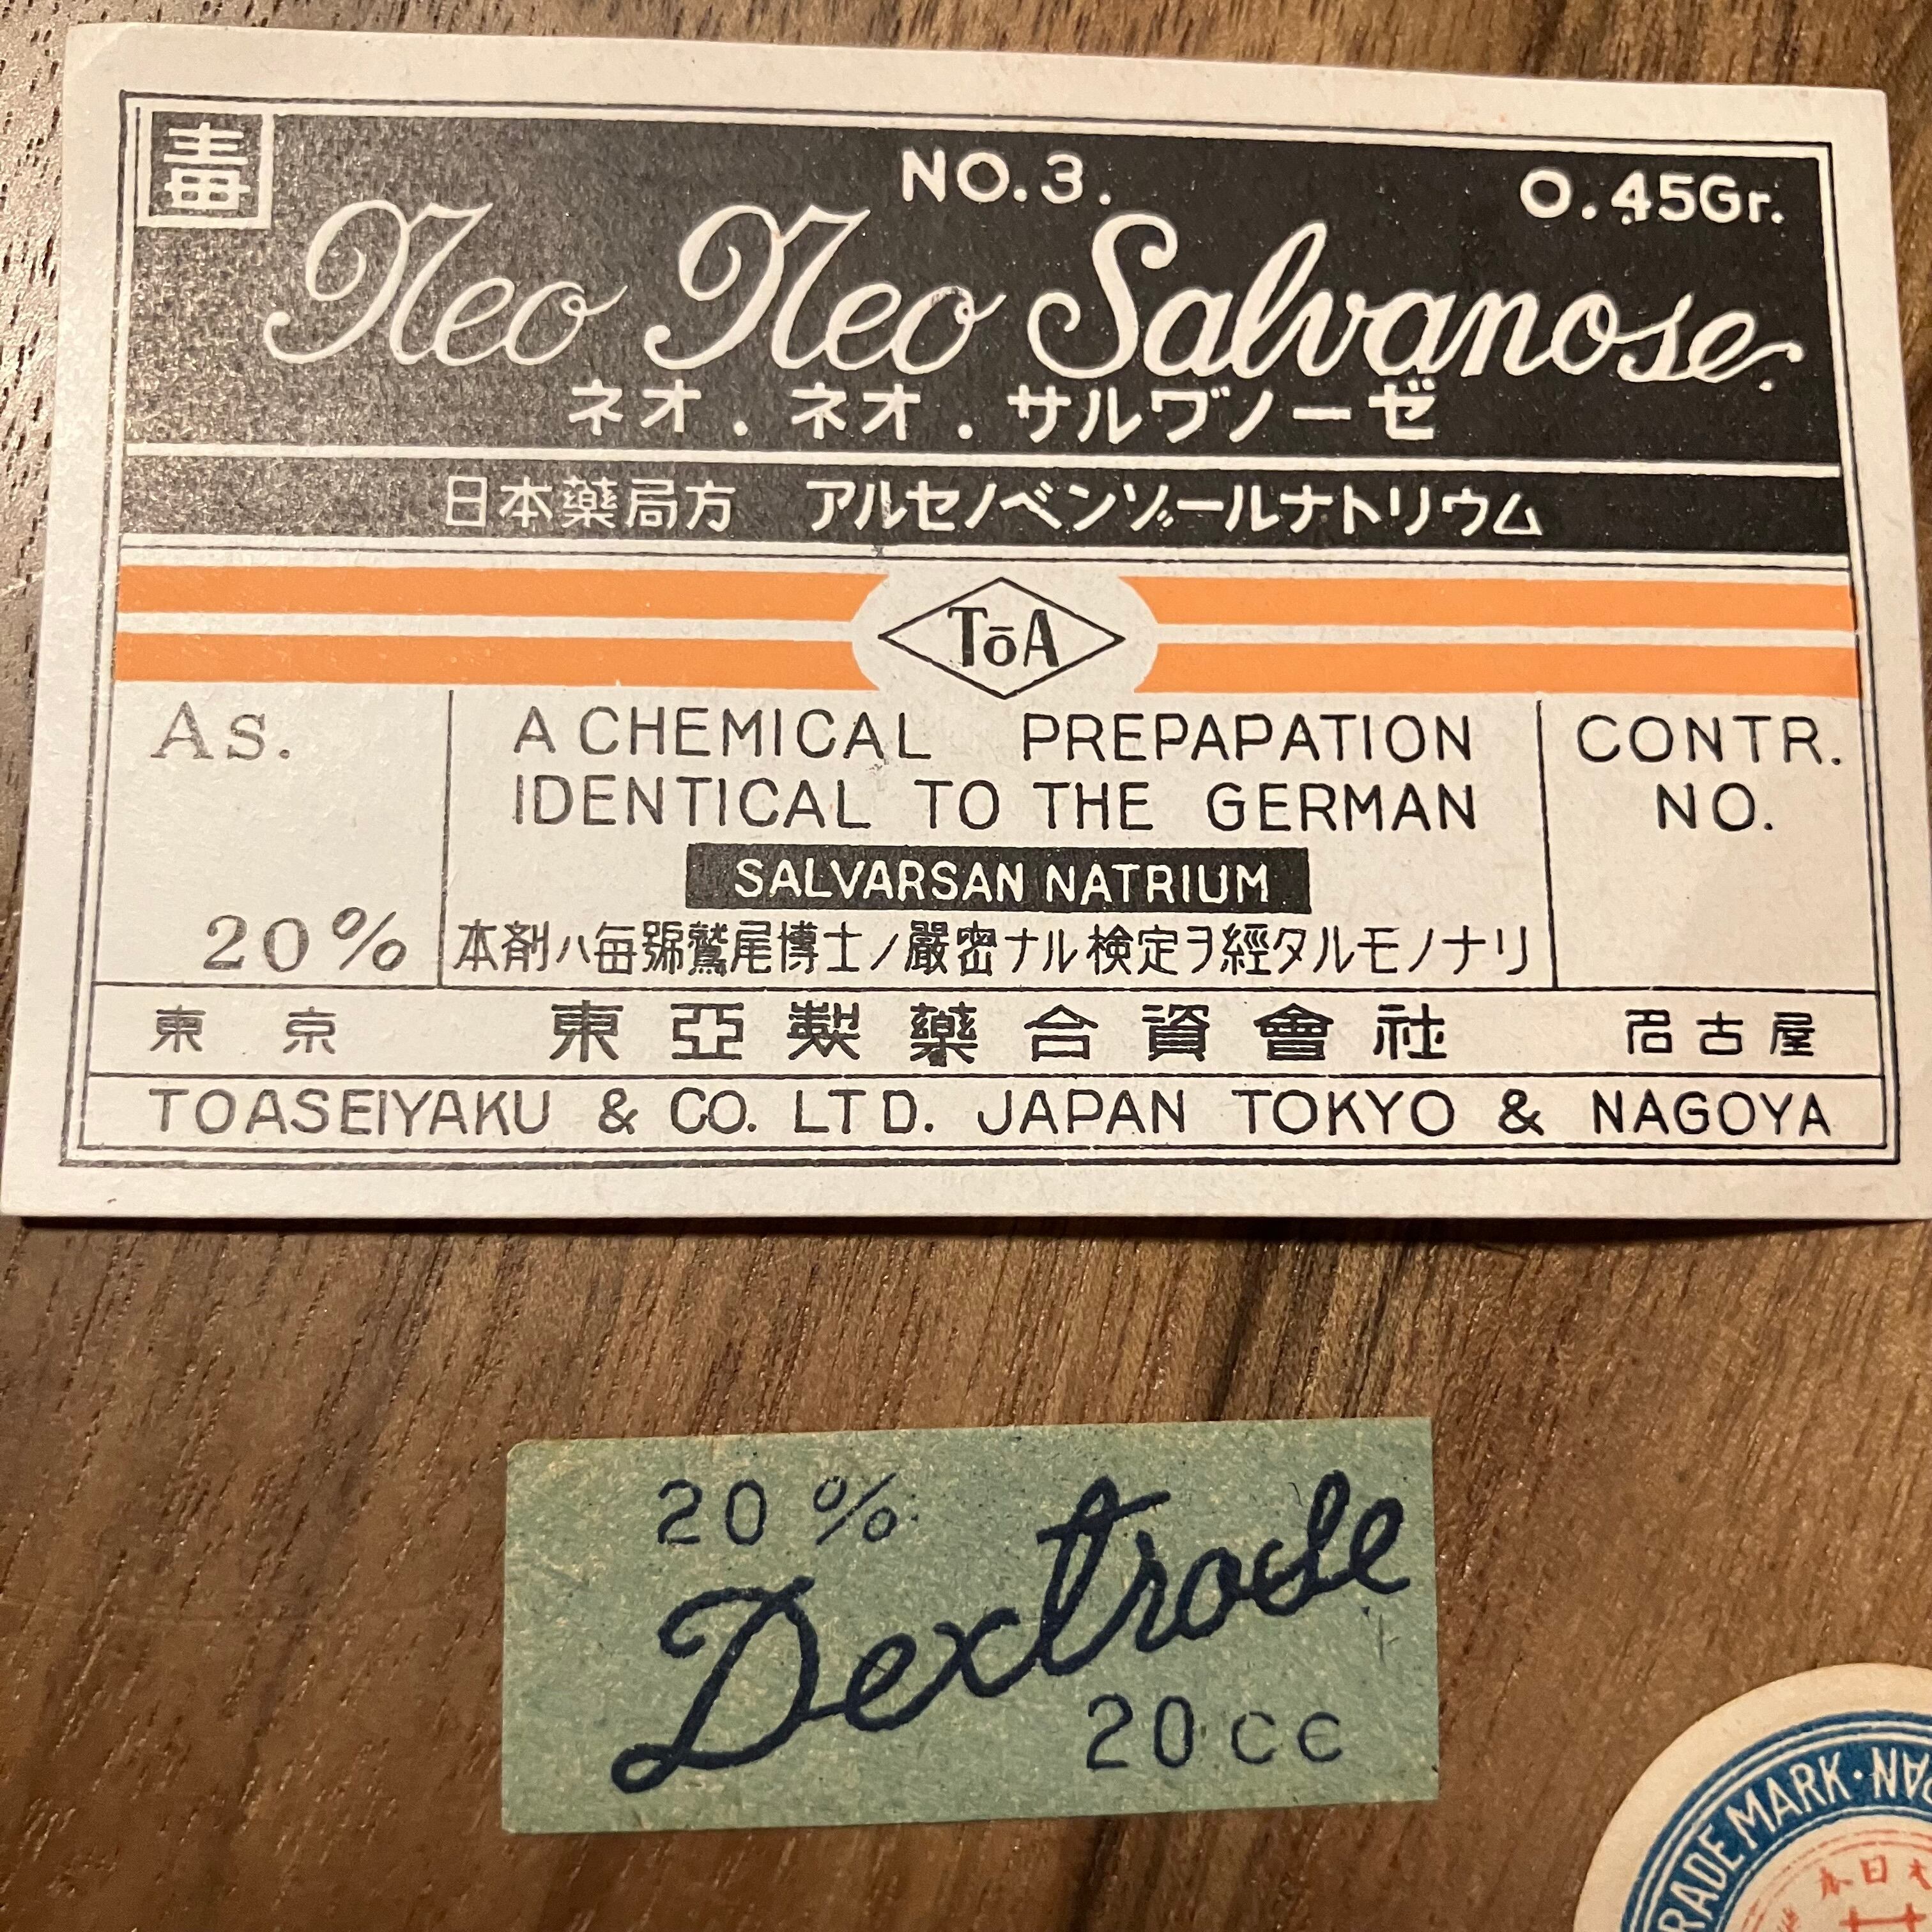 毒
NO.3.
0.45Gr.
Neo Neo Salvanose.
ネオ.ネオ.サルヷノーゼ
日本薬局方 アルセノベンゾールナトリウム
TōA
As.
20%
A CHEMICAL PREPAPATION
IDENTICAL TO THE GERMAN
SALVARSAN NATRIUM
本剤ハ毎號鷲尾博士ノ嚴密ナル検定ヲ經タルモノナリ
CONTR.
NO.
東京 東亞製薬合資會社 名古屋
TOASEIYAKU & CO. LTD. JAPAN TOKYO & NAGOYA
20%
Dextrose
20cc
TRADE MARK